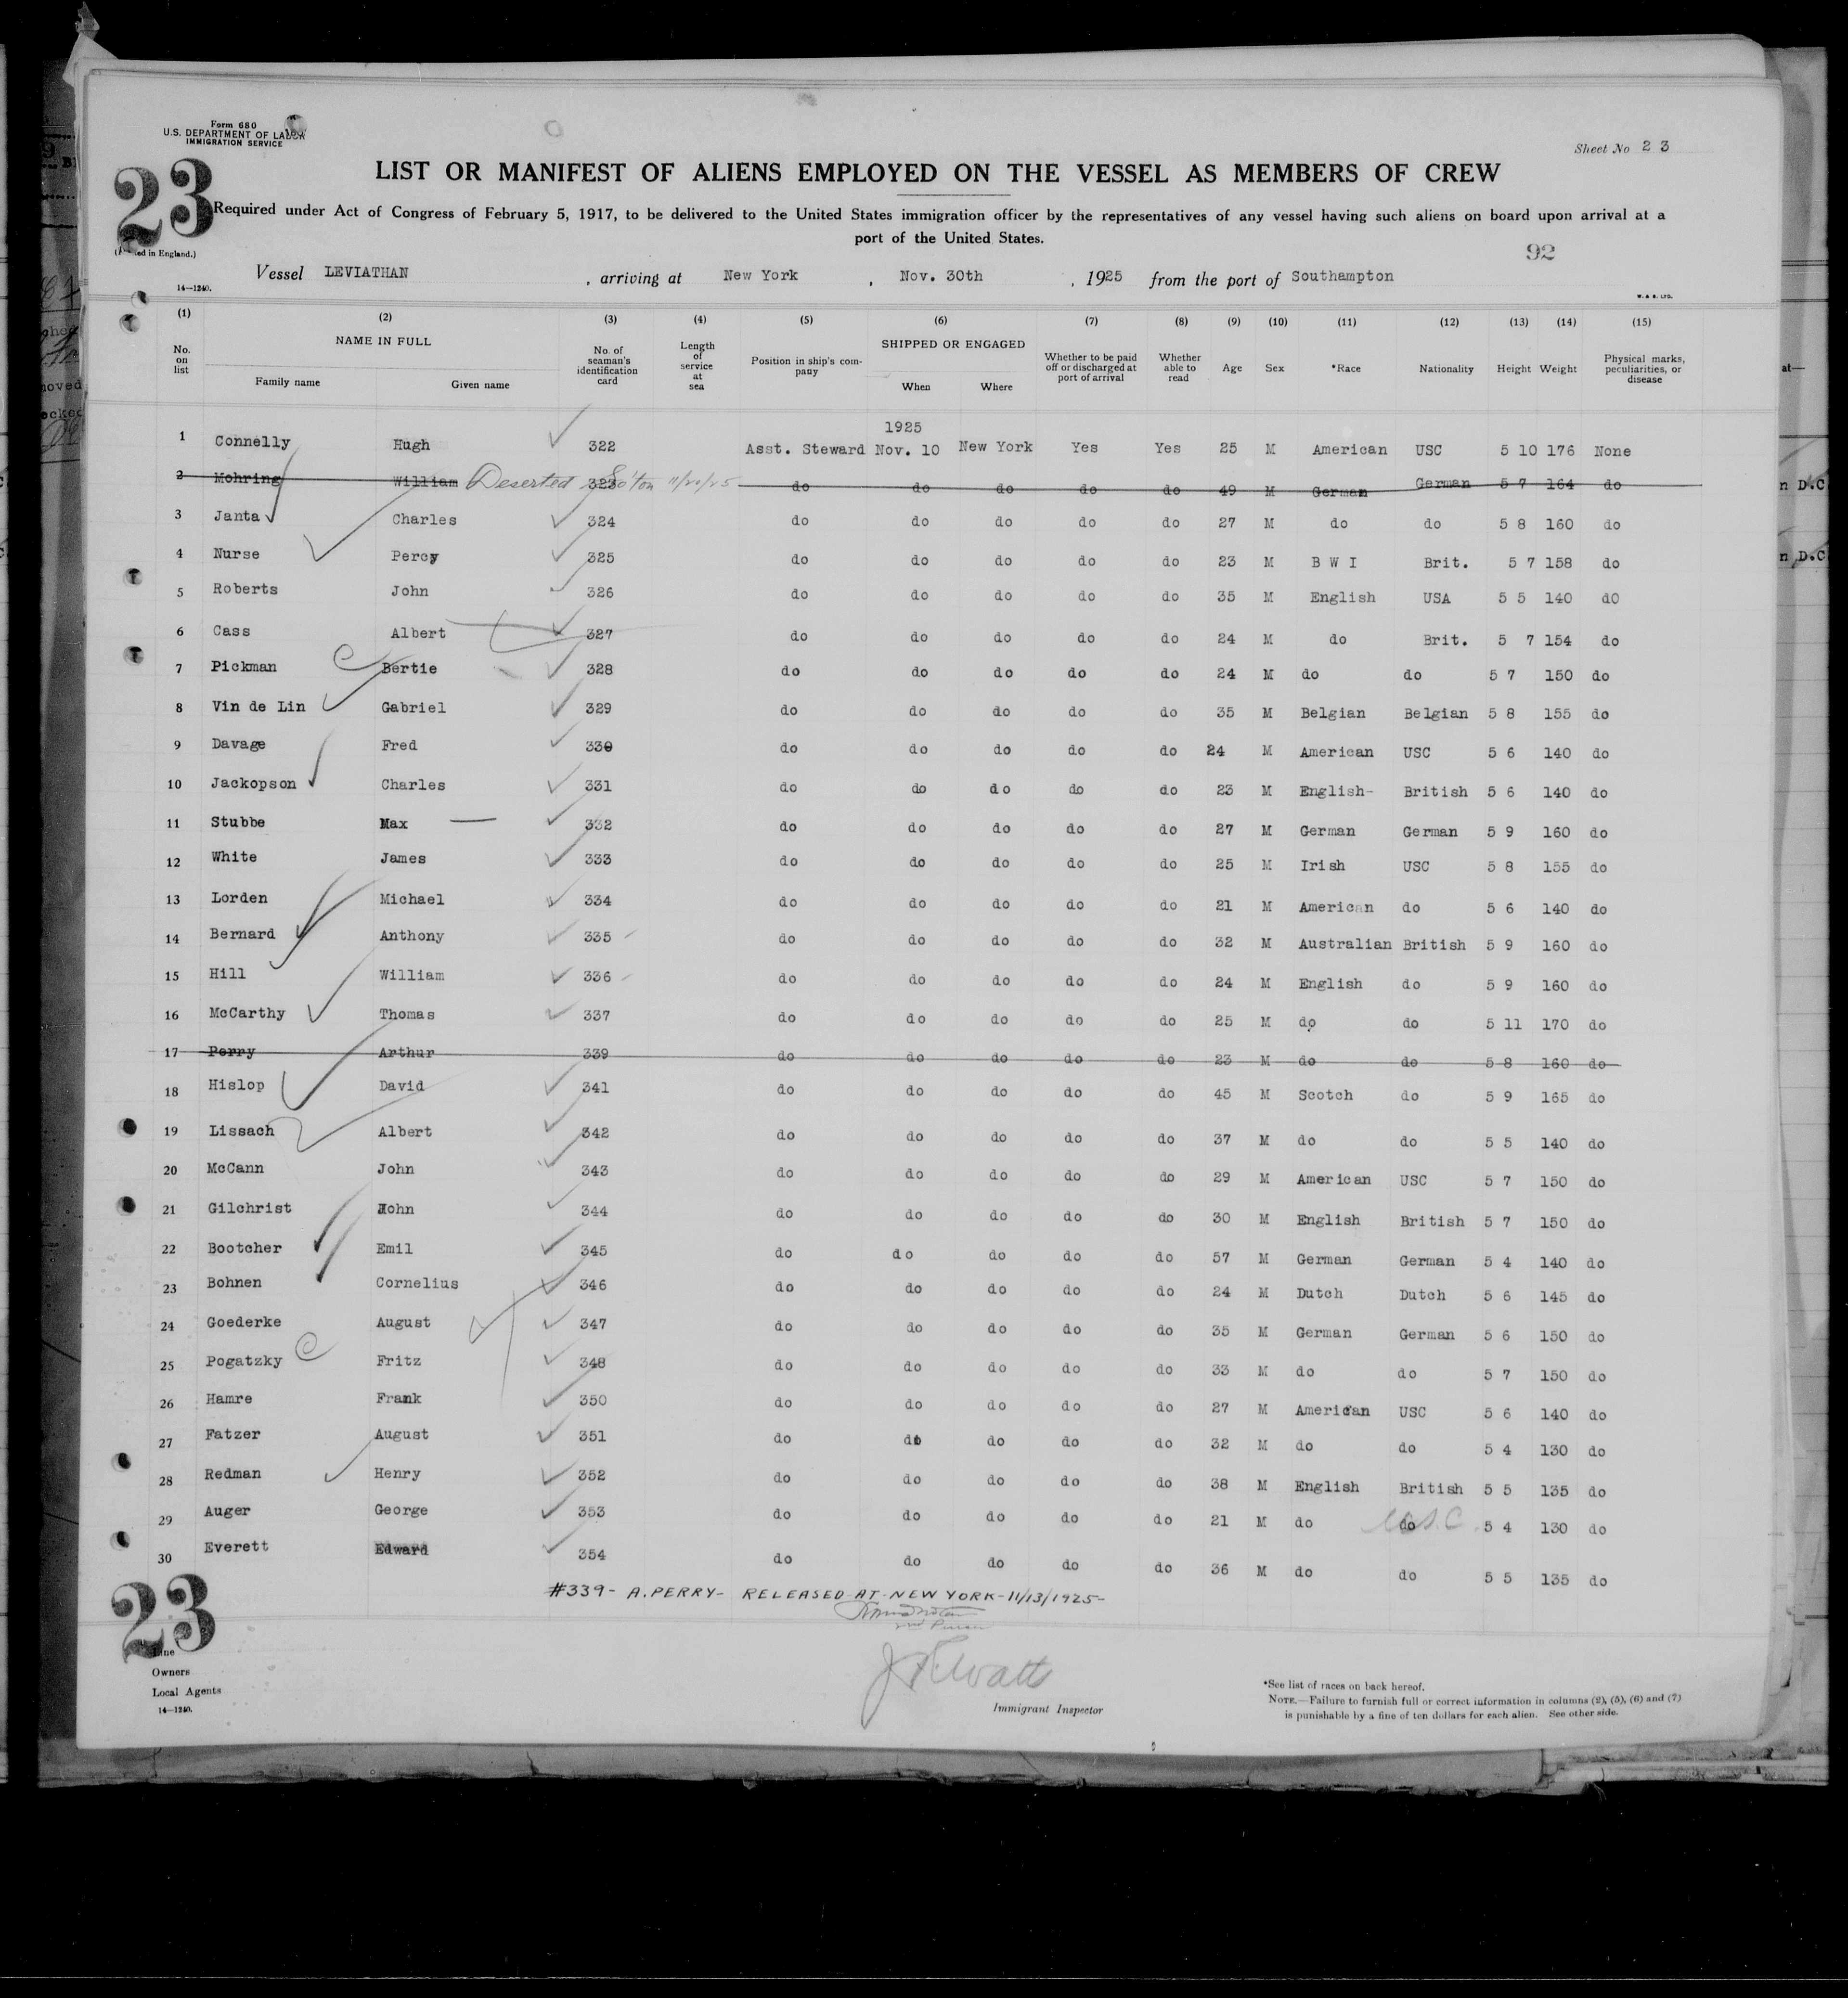 Form 680
U.S. DEPARTMENT OF LABOR
IMMIGRATION SERVICE
Sheet No 2 3
23
LIST OR MANIFEST OF ALIENS EMPLOYED ON THE VESSEL AS MEMBERS OF CREW
Required under Act of Congress of February 5, 1917, to be delivered to the United States immigration officer by the representatives of any vessel having such aliens on board upon arrival at a
port of the United States.
in England.)
92
Vessel LEVIATHAN , arriving at New York , Nov. 30th , 1925 from the port of Southampton
14—1240.
W. & S. LTD.
(1) (2) (3) (4) (5) (6) (7) (8) (9) (10) (11) (12) (13) (14) (15)
No. on list NAME IN FULL Family name Given name No. of seaman's identification card Length of service at sea Position in ship's company SHIPPED OR ENGAGED When Where Whether to be paid off or discharged at port of arrival Whether able to read Age Sex *Race Nationality Height Weight Physical marks, peculiarities, or disease
1925
1 Connelly Hugh 322 Asst. Steward Nov. 10 New York Yes Yes 25 M American USC 5 10 176 None
2 Mohring William Deserted So'ton 11/20/25 323 do do do do do 49 M German German 5 7 164 do
3 Janta Charles 324 do do do do do 27 M do do 5 8 160 do
4 Nurse Percy 325 do do do do do 23 M B W I Brit. 5 7 158 do
5 Roberts John 326 do do do do do 35 M English USA 5 5 140 dO
6 Cass Albert 327 do do do do do 24 M do Brit. 5 7 154 do
7 Pickman Bertie 328 do do do do do 24 M do do 5 7 150 do
8 Vin de Lin Gabriel 329 do do do do do 35 M Belgian Belgian 5 8 155 do
9 Davage Fred 330 do do do do do 24 M American USC 5 6 140 do
10 Jackopson Charles 331 do do do do do 23 M English- British 5 6 140 do
11 Stubbe Max 332 do do do do do 27 M German German 5 9 160 do
12 White James 333 do do do do do 25 M Irish USC 5 8 155 do
13 Lorden Michael 334 do do do do do 21 M American do 5 6 140 do
14 Bernard Anthony 335 do do do do do 32 M Australian British 5 9 160 do
15 Hill William 336 do do do do do 24 M English do 5 9 160 do
16 McCarthy Thomas 337 do do do do do 25 M do do 5 11 170 do
17 Perry Arthur 339 do do do do do 23 M do do 5 8 160 do
18 Hislop David 341 do do do do do 45 M Scotch do 5 9 165 do
19 Lissach Albert 342 do do do do do 37 M do do 5 5 140 do
20 McCann John 343 do do do do do 29 M American USC 5 7 150 do
21 Gilchrist John 344 do do do do do 30 M English British 5 7 150 do
22 Bootcher Emil 345 do do do do do 57 M German German 5 4 140 do
23 Bohnen Cornelius 346 do do do do do 24 M Dutch Dutch 5 6 145 do
24 Goederke August 347 do do do do do 35 M German German 5 6 150 do
25 Pogatzky Fritz 348 do do do do do 33 M do do 5 7 150 do
26 Hamre Frank 350 do do do do do 27 M American USC 5 6 140 do
27 Fatzer August 351 do do do do do 32 M do do 5 4 130 do
28 Redman Henry 352 do do do do do 38 M English British 5 5 135 do
29 Auger George 353 do do do do do 21 M do do U.S.C. 5 4 130 do
30 Everett Edward 354 do do do do do 36 M do do 5 5 135 do
#339- A. PERRY- RELEASED AT NEW YORK-11/13/1925-
23
Line
Owners
Local Agents
14—1240.
Watts
Immigrant Inspector
*See list of races on back hereof.
NOTE.—Failure to furnish full or correct information in columns (2), (5), (6) and (7)
is punishable by a fine of ten dollars for each alien. See other side.